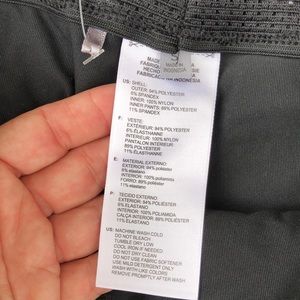 S
MADE IN
INDONESIA
US: SHELL:
OUTER: 94% POLYESTER
6% SPANDEX
INNER: 100% NYLON
INNER PANTS: 89% POLYESTER
11% SPANDEX
F: VESTE:
EXTÉRIEUR: 94% POLYESTER
6% ÉLASTHANNE
INTÉRIEUR: 100% NYLON
PANTALON INTÉRIEUR
89% POLYESTER
11% ÉLASTHANNE
E: MATERIAL EXTERNO:
EXTERIOR: 94% poliéster
6% elastano
INTERIOR: 100% poliamida
FORRO: 89% poliéster
11% elastano
P: TECIDO EXTERNO:
EXTERIOR: 94% POLIÉSTER
6% ELASTANO
INTERIOR: 100% POLIAMIDA
CALÇA INTERIOR: 89% POLIÉSTER
11% ELASTANO
US: MACHINE WASH COLD
DO NOT BLEACH
TUMBLE DRY LOW
COOL IRON IF NEEDED
DO NOT DRY CLEAN
DO NOT USE FABRIC SOFTENER
USE MILD DETERGENT ONLY
WASH WITH LIKE COLORS
REMOVE PROMPTLY AFTER WASH